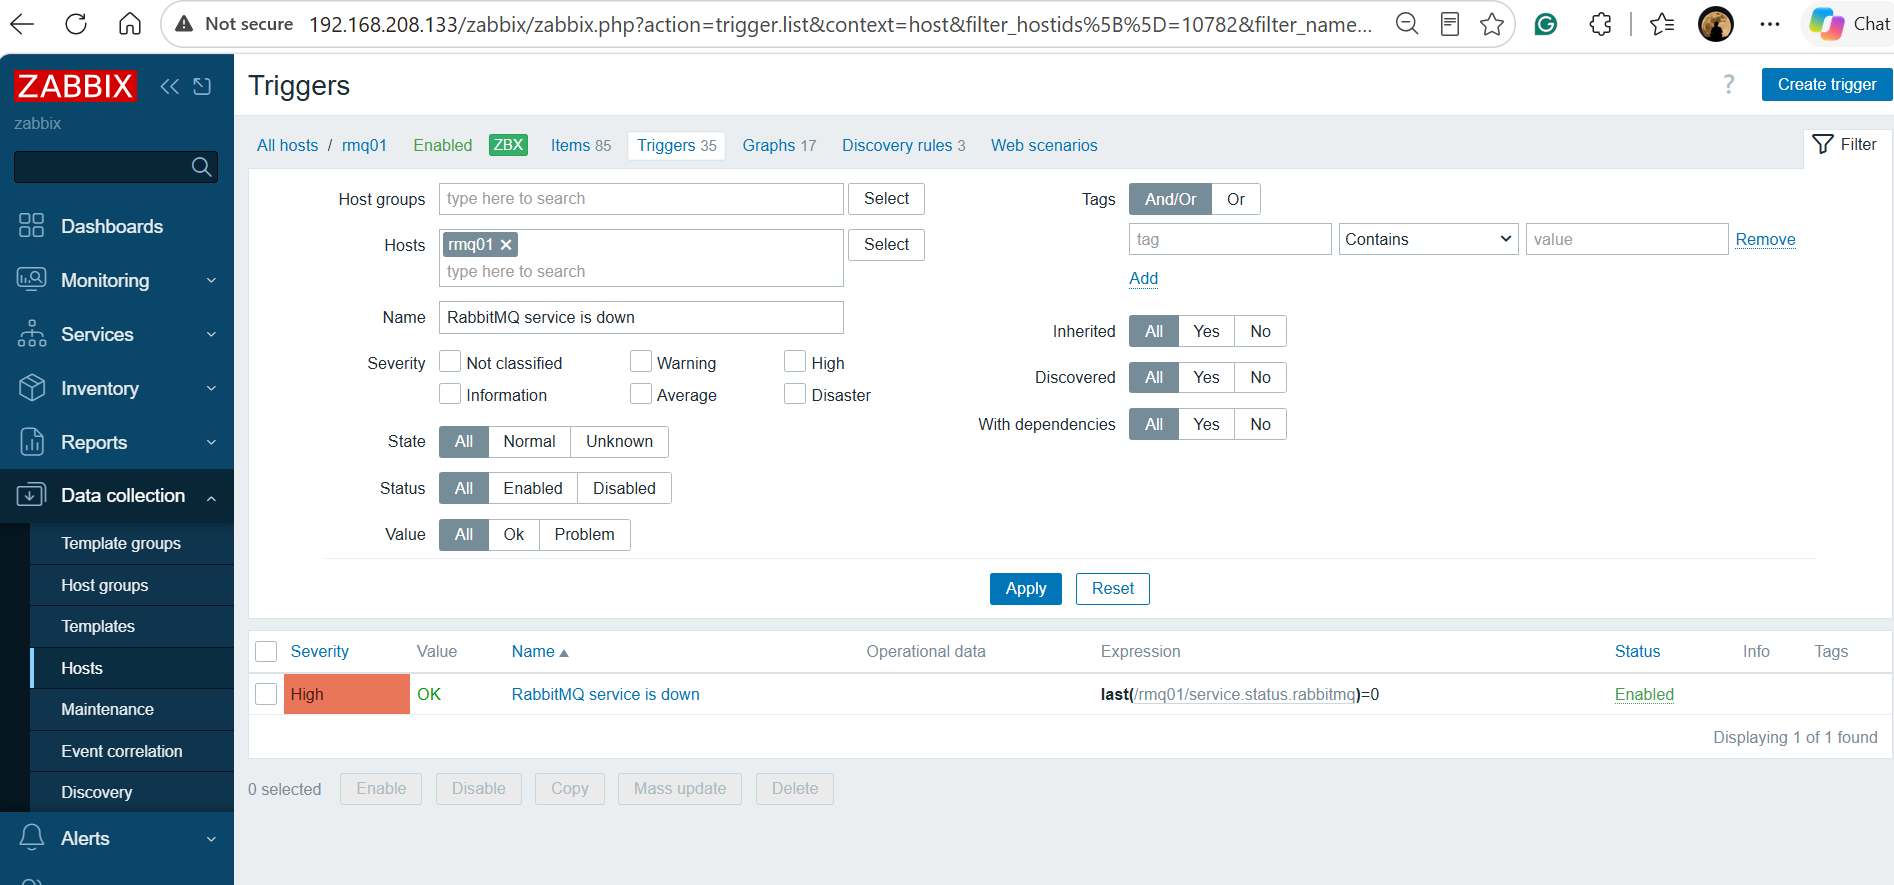 Not secure 192.168.208.133/zabbix/zabbix.php?action=trigger.list&context=host&filter_hostids%5B%5D=10782&filter_name... Chat
ZABBIX
zabbix
Dashboards
Monitoring
Services
Inventory
Reports
Data collection
Template groups
Host groups
Templates
Hosts
Maintenance
Event correlation
Discovery
Alerts
Triggers ? Create trigger
All hosts / rmq01 Enabled ZBX Items 85 Triggers 35 Graphs 17 Discovery rules 3 Web scenarios Filter
Host groups type here to search Select
Hosts rmq01 Select
type here to search
Name RabbitMQ service is down
Severity Not classified Warning High
Information Average Disaster
State All Normal Unknown
Status All Enabled Disabled
Value All Ok Problem
Tags And/Or Or
tag Contains value Remove
Add
Inherited All Yes No
Discovered All Yes No
With dependencies All Yes No
Apply Reset
Severity Value Name ▲ Operational data Expression Status Info Tags
High OK RabbitMQ service is down last(/rmq01/service.status.rabbitmq)=0 Enabled
Displaying 1 of 1 found
0 selected Enable Disable Copy Mass update Delete